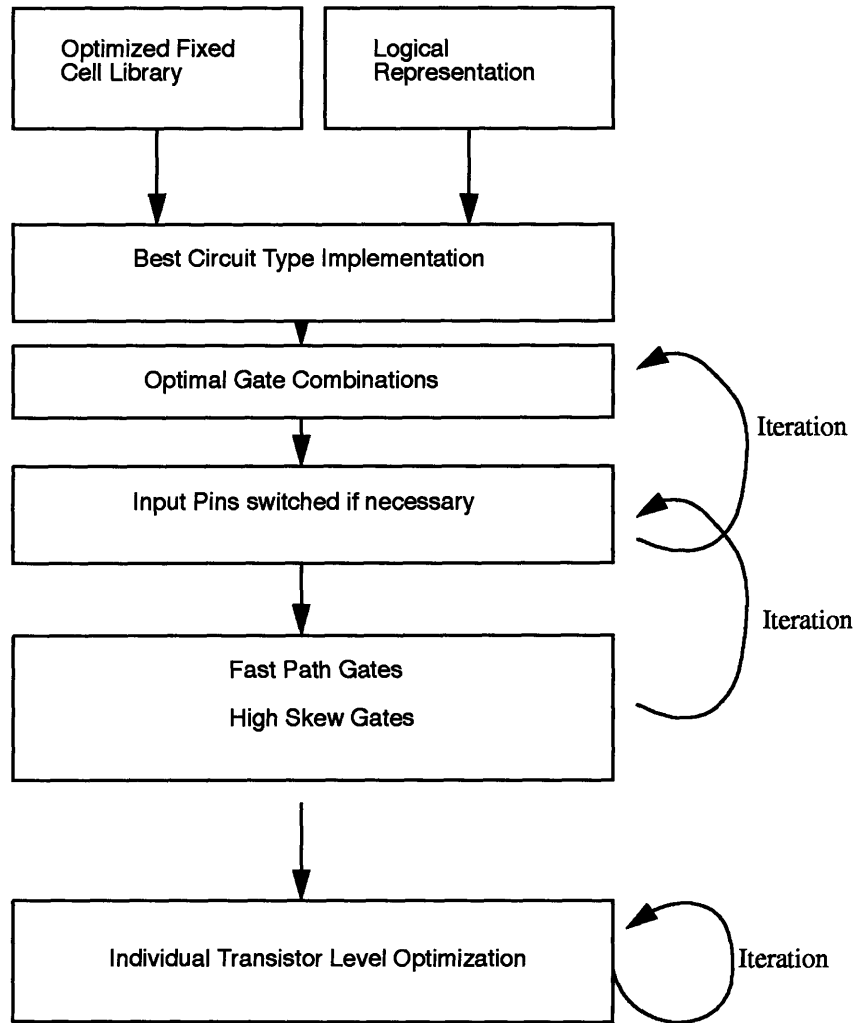 Optimized Fixed
Cell Library
Logical
Representation
Best Circuit Type Implementation
Optimal Gate Combinations
Iteration
Input Pins switched if necessary
Iteration
Fast Path Gates
High Skew Gates
Individual Transistor Level Optimization
Iteration